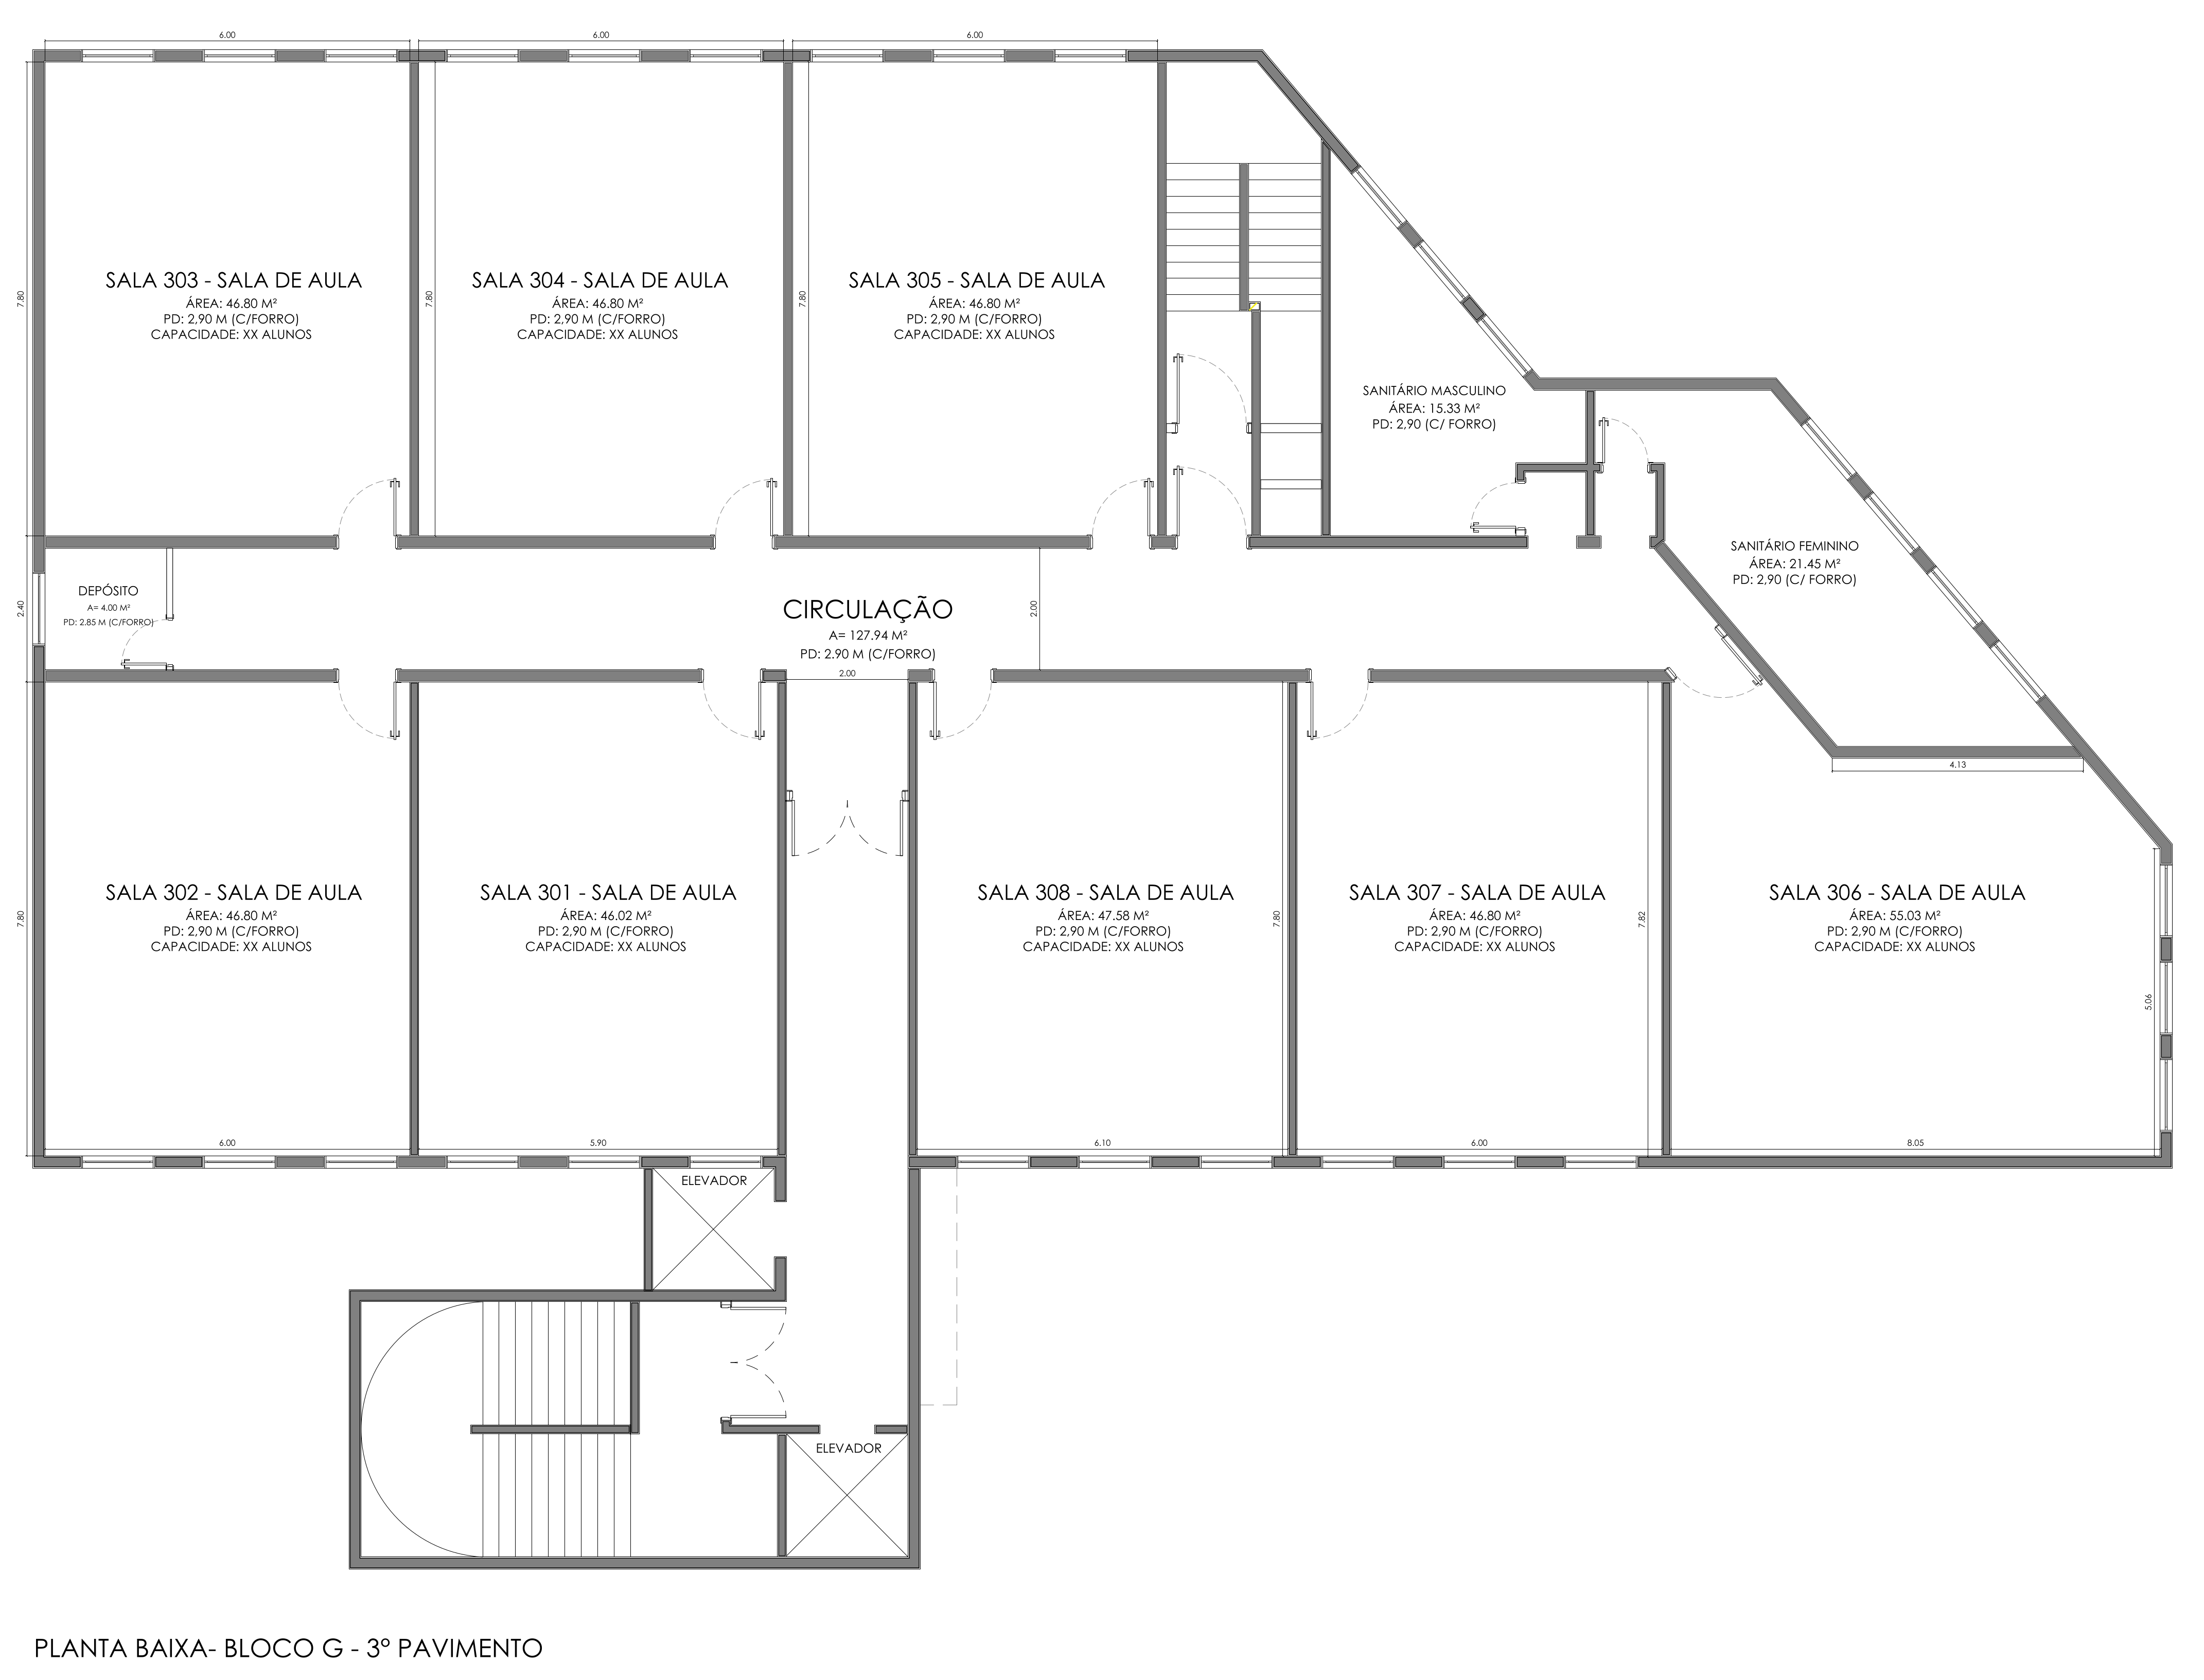 6.00
6.00
6.00
7.80
7.80
7.80
SALA 303 - SALA DE AULA
ÁREA: 46.80 M²
PD: 2,90 M (C/FORRO)
CAPACIDADE: XX ALUNOS
SALA 304 - SALA DE AULA
ÁREA: 46.80 M²
PD: 2,90 M (C/FORRO)
CAPACIDADE: XX ALUNOS
SALA 305 - SALA DE AULA
ÁREA: 46.80 M²
PD: 2,90 M (C/FORRO)
CAPACIDADE: XX ALUNOS
SANITÁRIO MASCULINO
ÁREA: 15.33 M²
PD: 2,90 (C/ FORRO)
SANITÁRIO FEMININO
ÁREA: 21.45 M²
PD: 2,90 (C/ FORRO)
2.40
DEPÓSITO
A= 4.00 M²
PD: 2.85 M (C/FORRO)
CIRCULAÇÃO
A= 127.94 M²
PD: 2.90 M (C/FORRO)
2.00
2.00
4.13
7.80
SALA 302 - SALA DE AULA
ÁREA: 46.80 M²
PD: 2,90 M (C/FORRO)
CAPACIDADE: XX ALUNOS
SALA 301 - SALA DE AULA
ÁREA: 46.02 M²
PD: 2,90 M (C/FORRO)
CAPACIDADE: XX ALUNOS
SALA 308 - SALA DE AULA
ÁREA: 47.58 M²
PD: 2,90 M (C/FORRO)
CAPACIDADE: XX ALUNOS
7.80
SALA 307 - SALA DE AULA
ÁREA: 46.80 M²
PD: 2,90 M (C/FORRO)
CAPACIDADE: XX ALUNOS
7.82
SALA 306 - SALA DE AULA
ÁREA: 55.03 M²
PD: 2,90 M (C/FORRO)
CAPACIDADE: XX ALUNOS
5.06
6.00
5.90
6.10
6.00
8.05
ELEVADOR
ELEVADOR
PLANTA BAIXA- BLOCO G - 3º PAVIMENTO